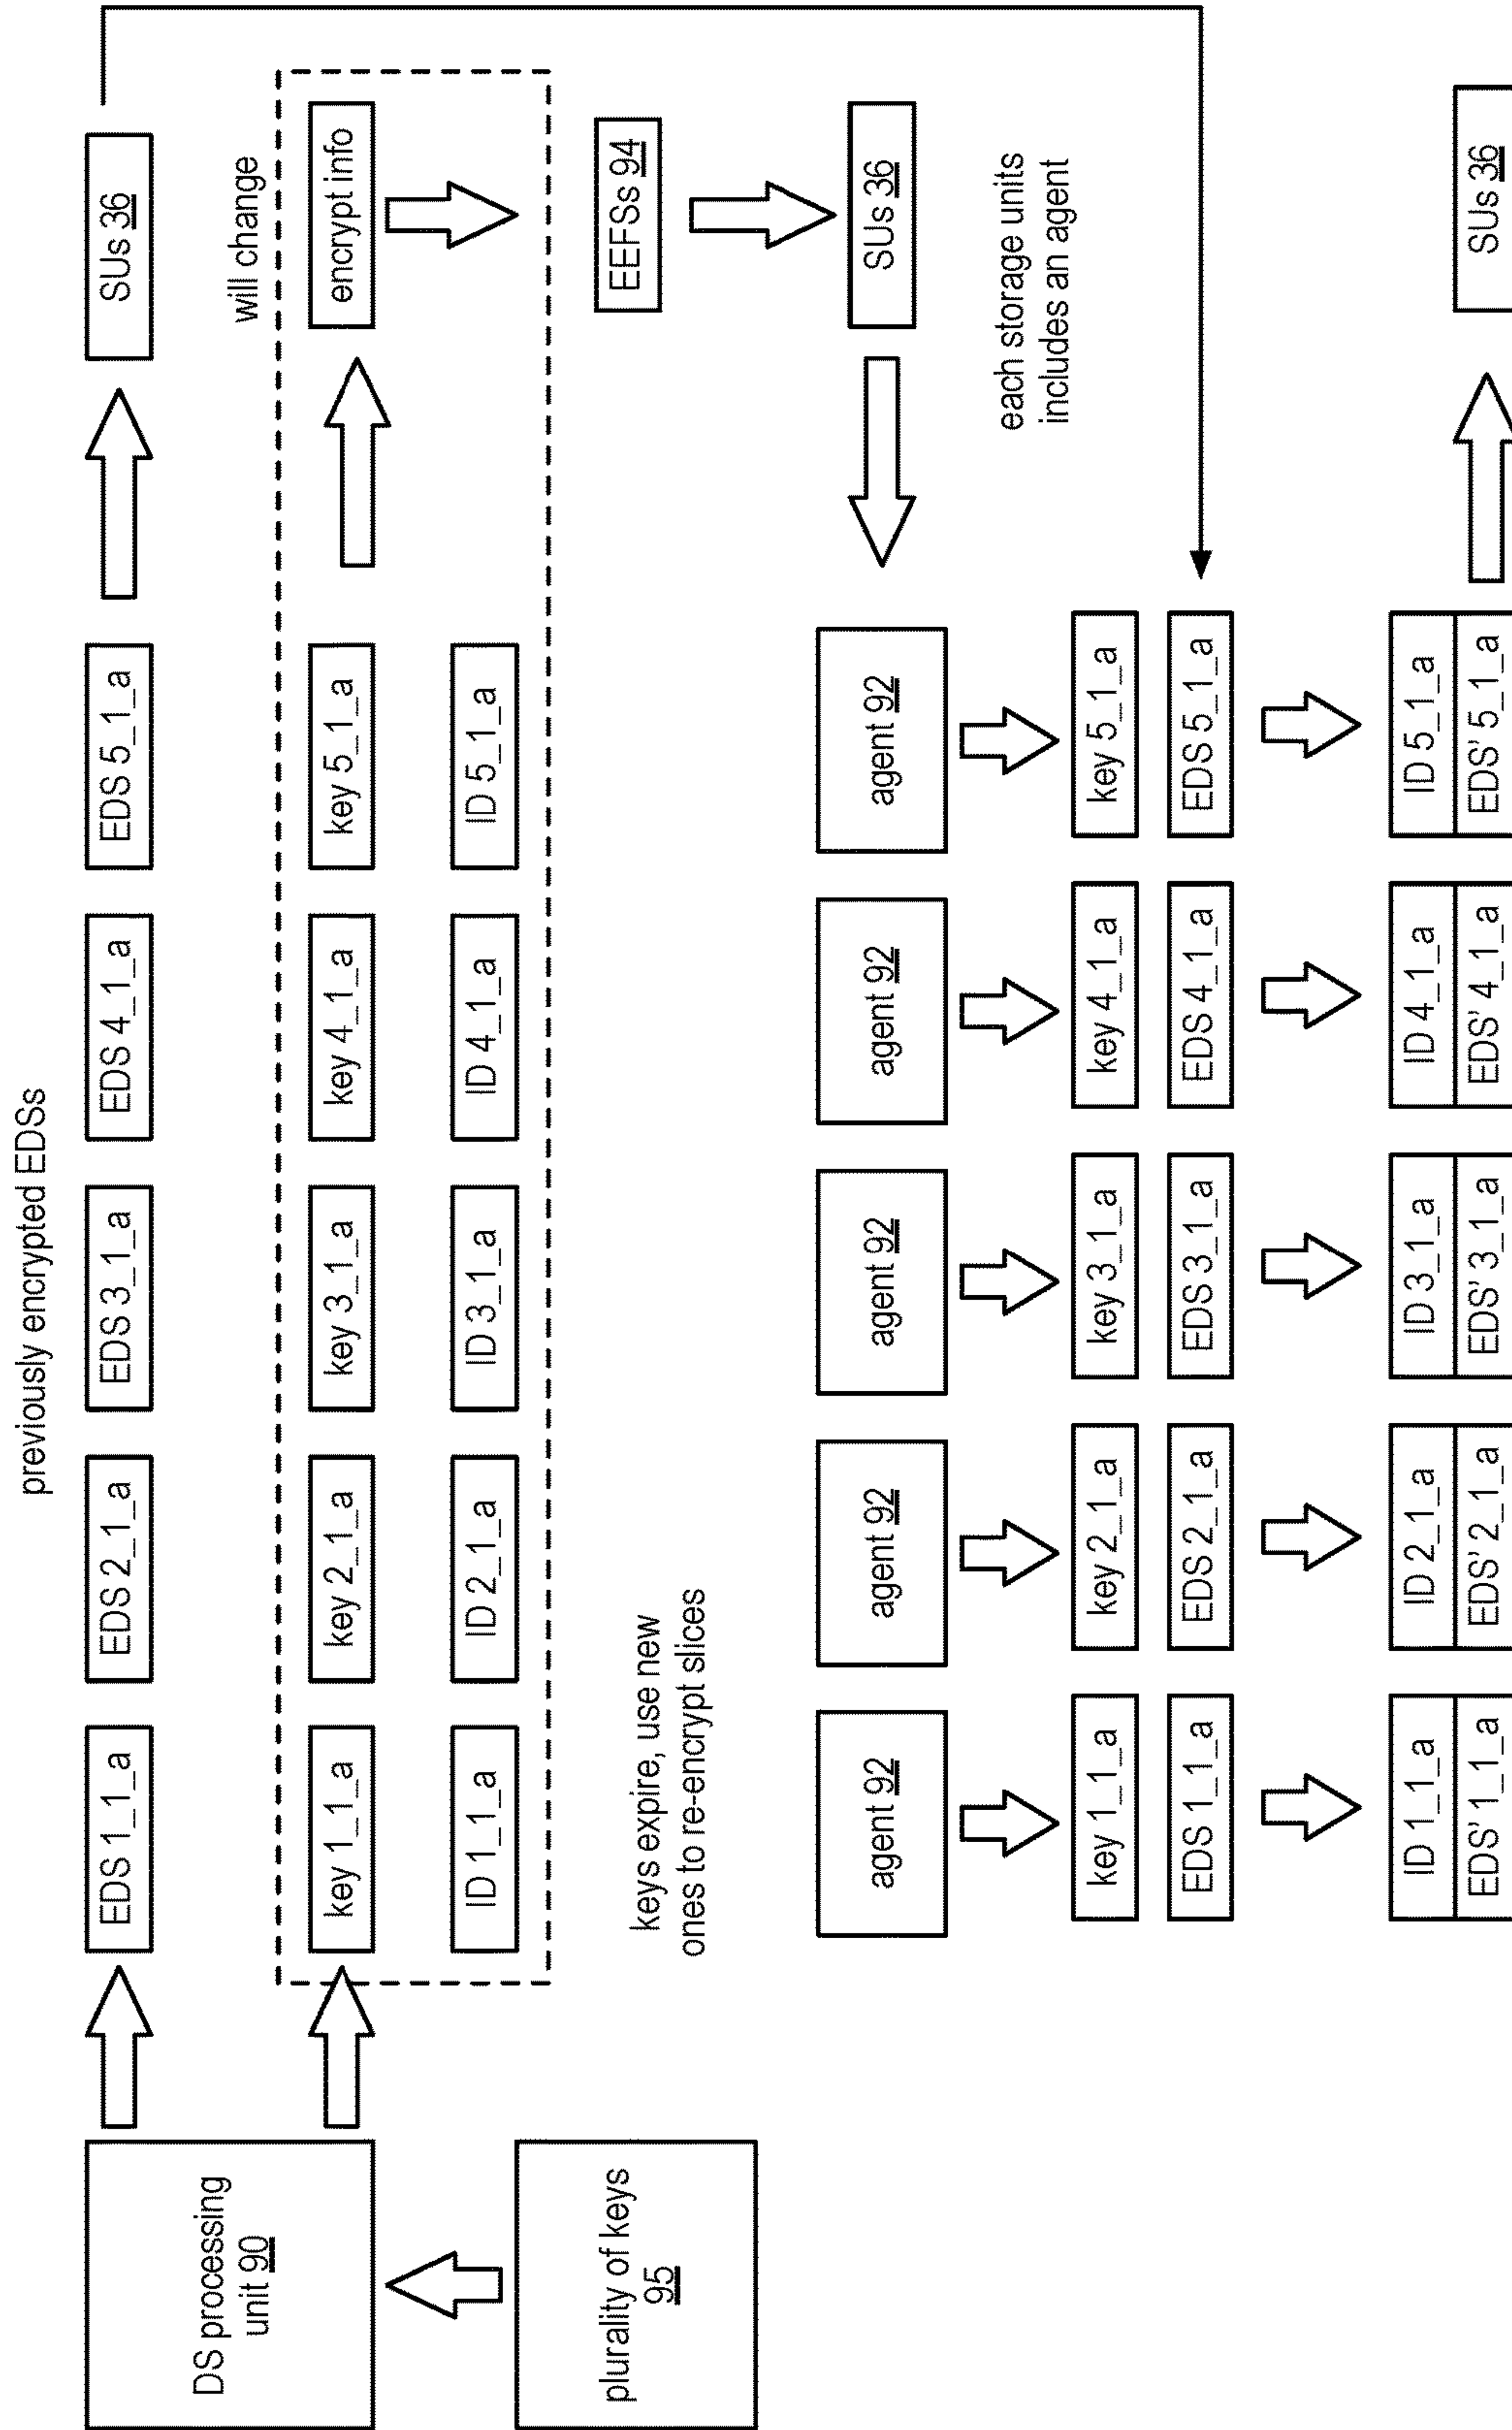 previously encrypted EDSs
DS processing
unit 90
EDS 1_1_a
EDS 2_1_a
EDS 3_1_a
EDS 4_1_a
EDS 5_1_a
SUs 36
will change
key 1_1_a
key 2_1_a
key 3_1_a
key 4_1_a
key 5_1_a
encrypt info
ID 1_1_a
ID 2_1_a
ID 3_1_a
ID 4_1_a
ID 5_1_a
plurality of keys
95
EEFSs 94
keys expire, use new
ones to re-encrypt slices
agent 92
agent 92
agent 92
agent 92
agent 92
SUs 36
each storage units
includes an agent
key 1_1_a
key 2_1_a
key 3_1_a
key 4_1_a
key 5_1_a
EDS 1_1_a
EDS 2_1_a
EDS 3_1_a
EDS 4_1_a
EDS 5_1_a
ID 1_1_a
ID 2_1_a
ID 3_1_a
ID 4_1_a
ID 5_1_a
EDS' 1_1_a
EDS' 2_1_a
EDS' 3_1_a
EDS' 4_1_a
EDS' 5_1_a
SUs 36